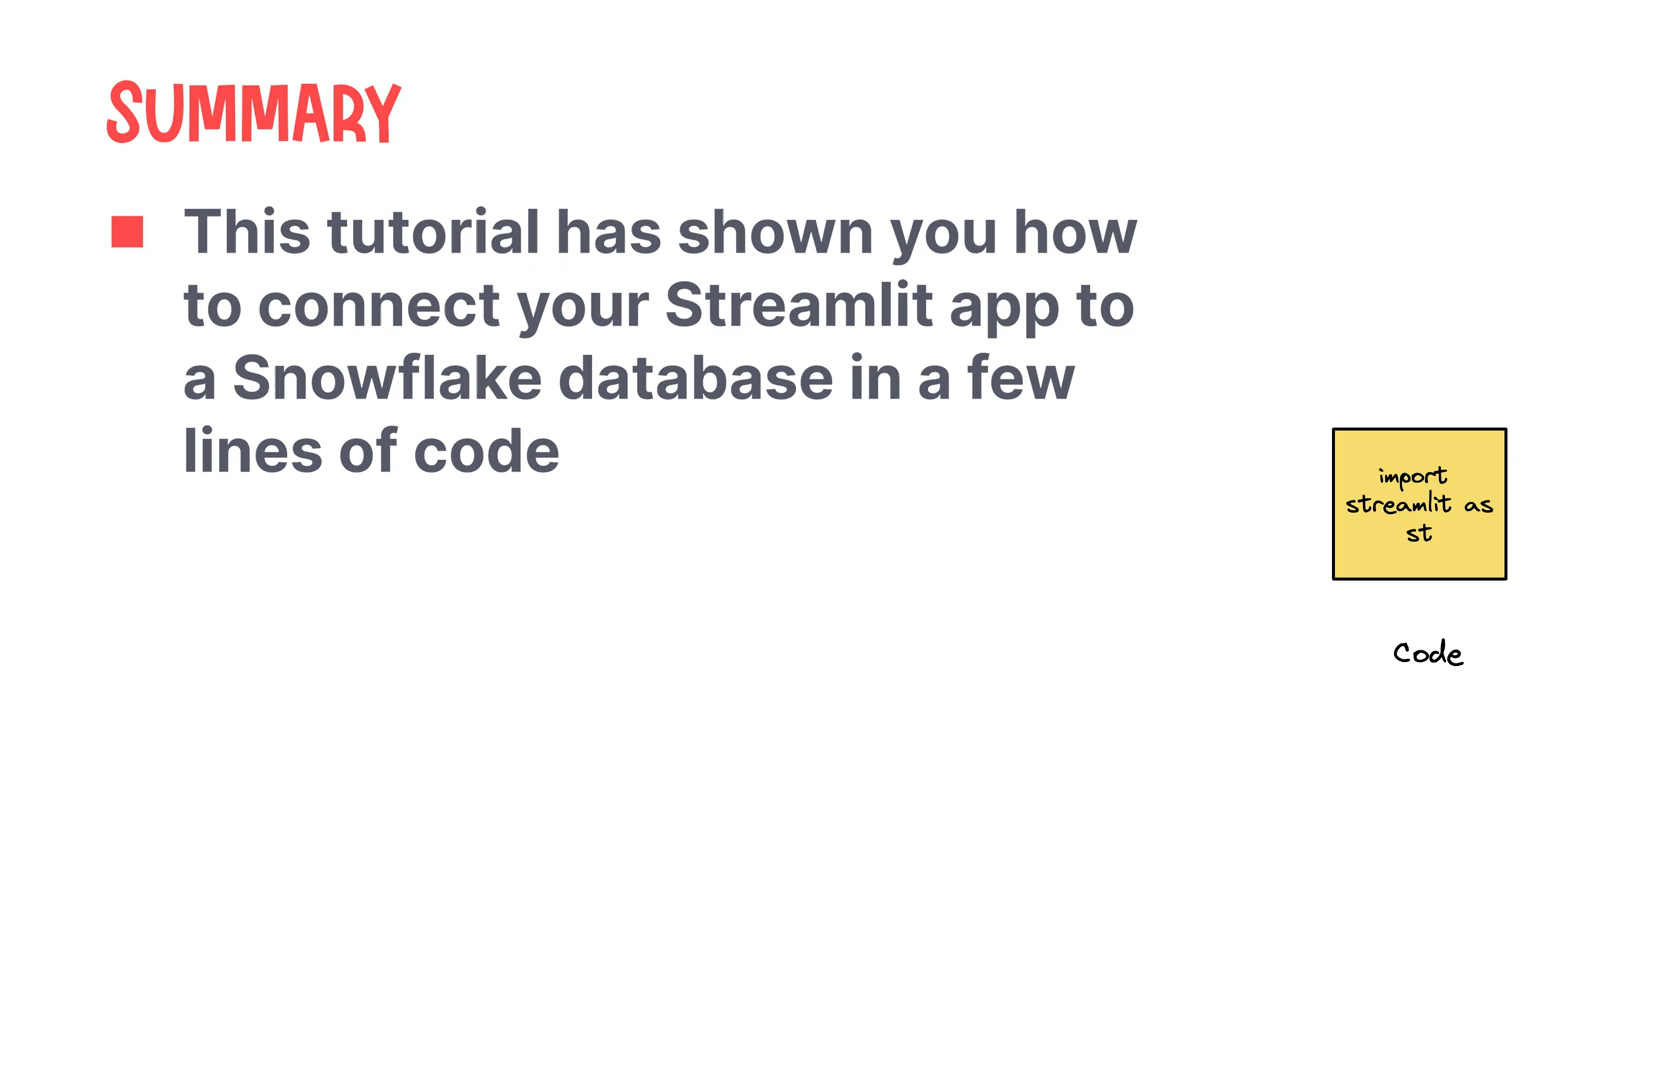 SUMMARY
This tutorial has shown you how
to connect your Streamlit app to
a Snowflake database in a few
lines of code
import
streamlit as
st
Code